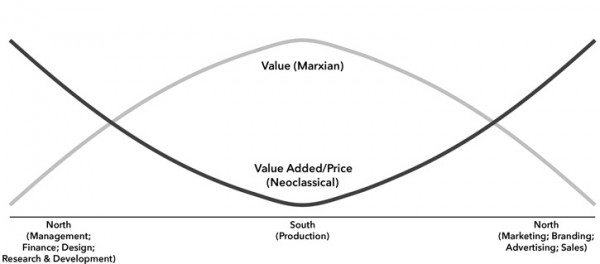 Value (Marxian)
Value Added/Price
(Neoclassical)
North
(Management;
Finance; Design;
Research & Development)
South
(Production)
North
(Marketing; Branding;
Advertising; Sales)